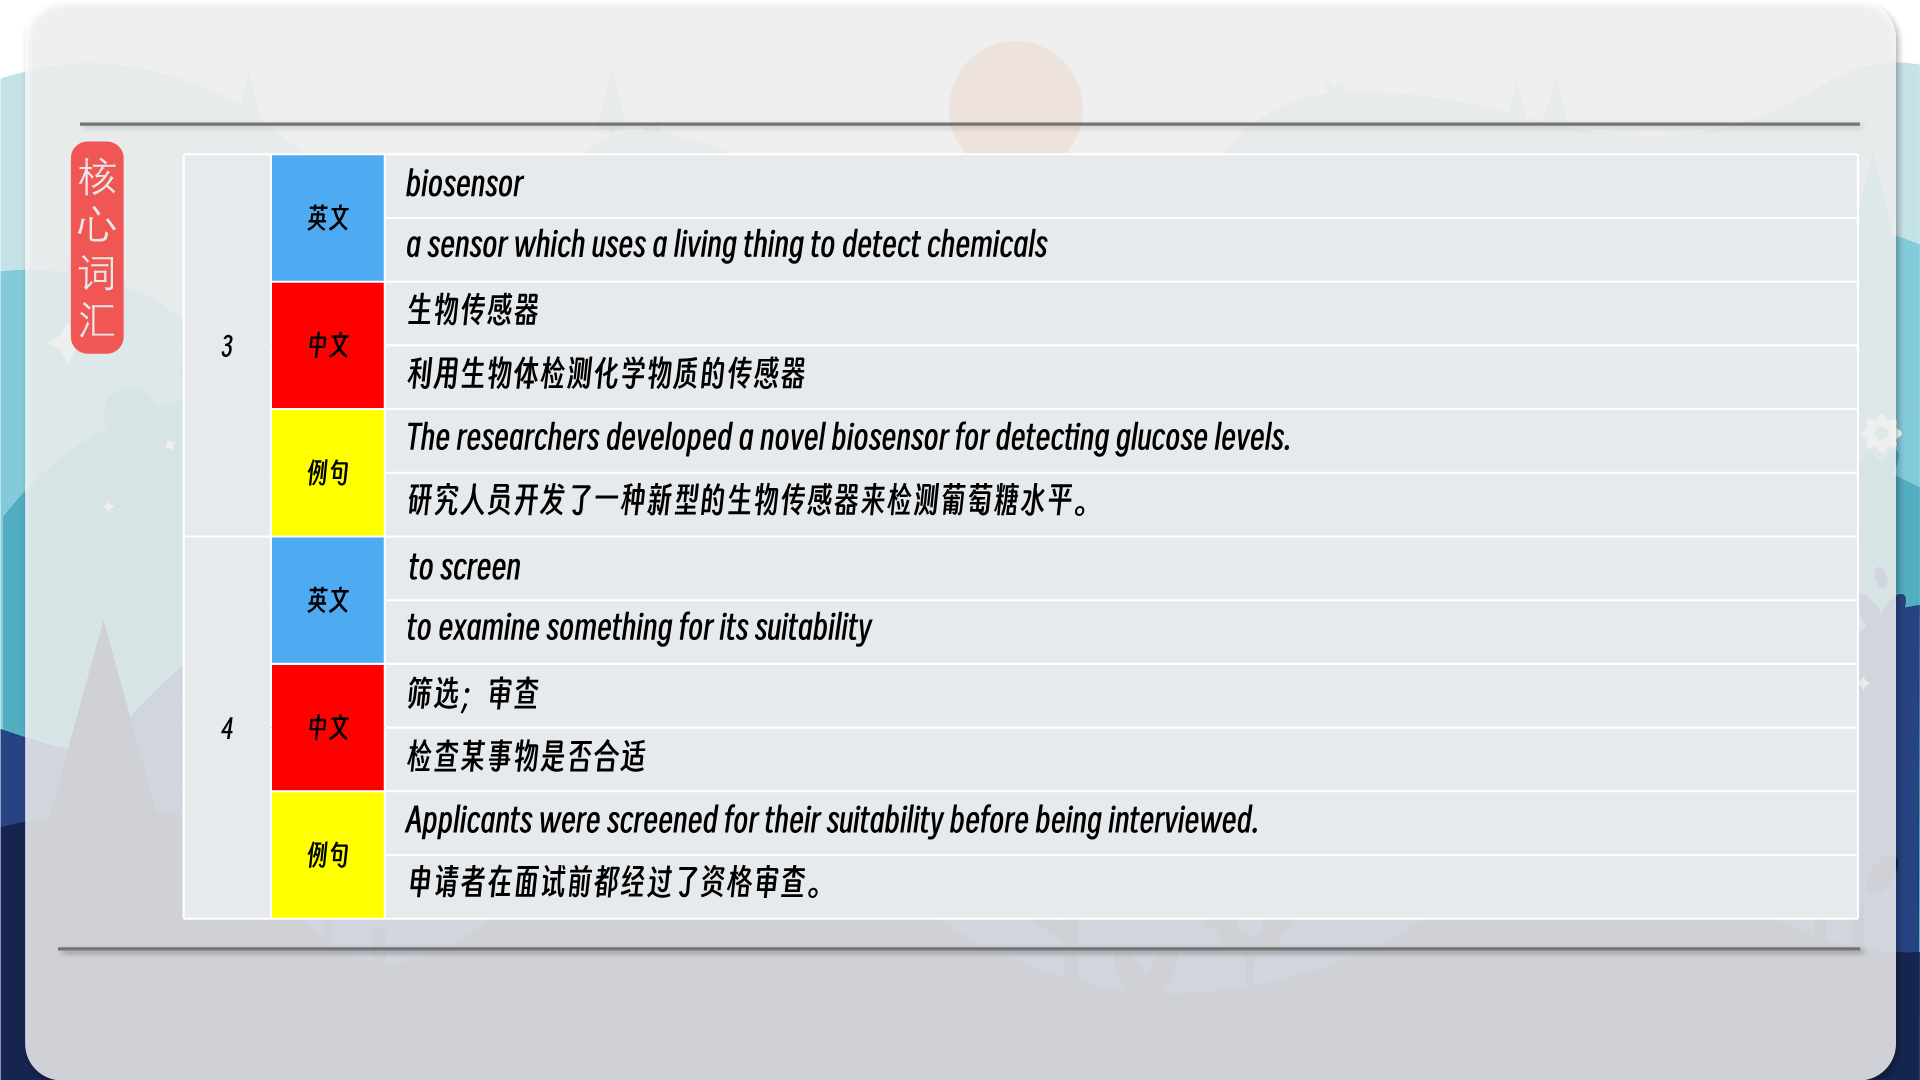 核心词汇
3
英文
biosensor
a sensor which uses a living thing to detect chemicals
中文
生物传感器
利用生物体检测化学物质的传感器
例句
The researchers developed a novel biosensor for detecting glucose levels.
研究人员开发了一种新型的生物传感器来检测葡萄糖水平。
4
英文
to screen
to examine something for its suitability
中文
筛选；审查
检查某事物是否合适
例句
Applicants were screened for their suitability before being interviewed.
申请者在面试前都经过了资格审查。